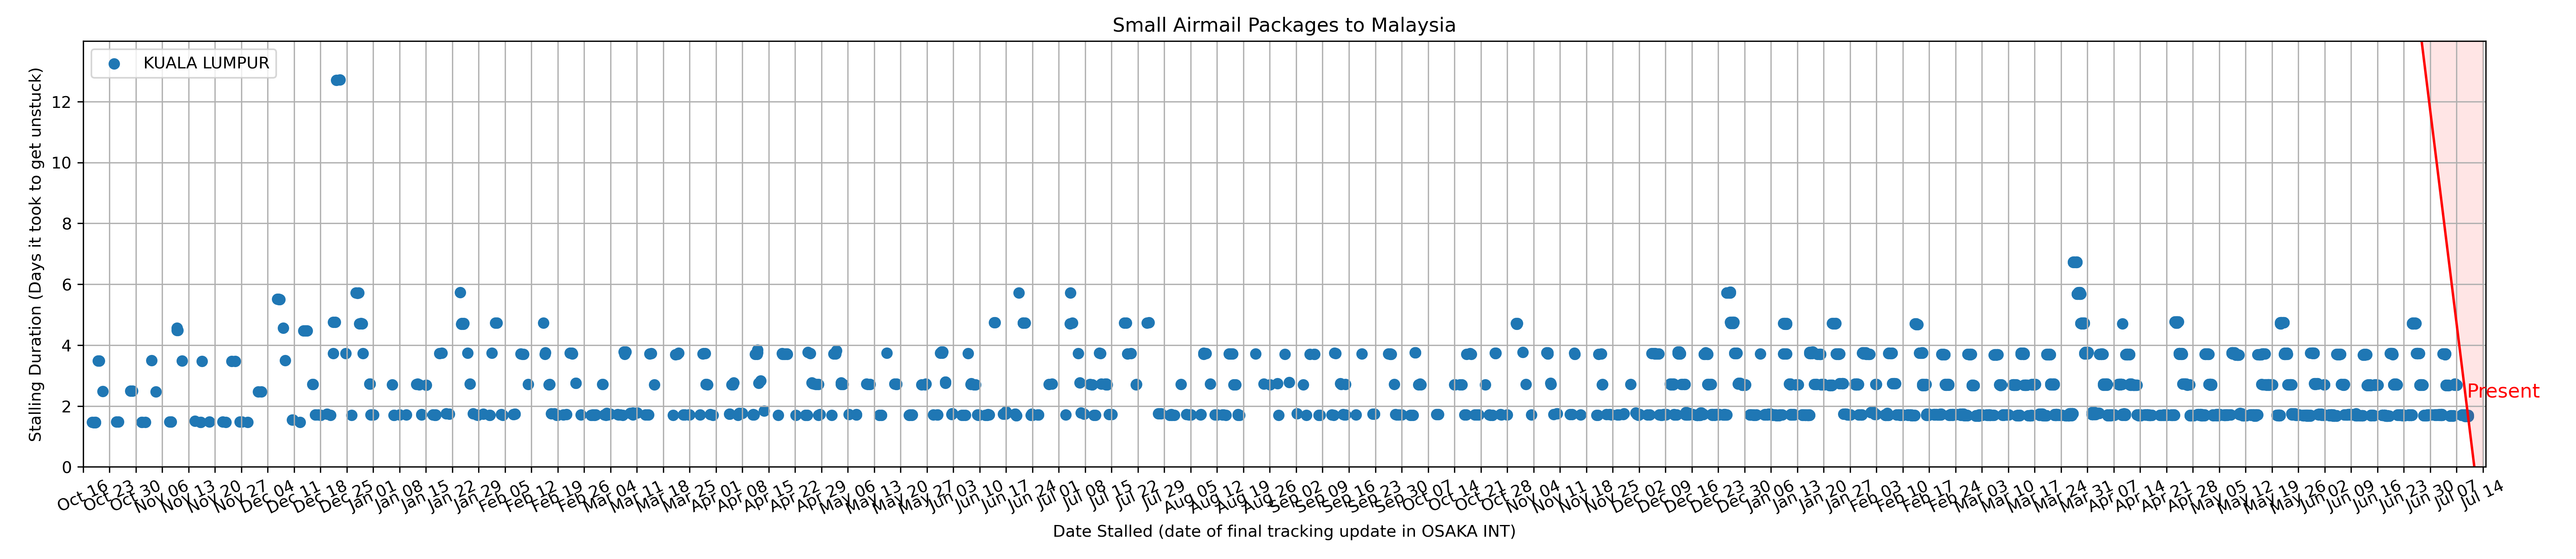 Small Airmail Packages to Malaysia
KUALA LUMPUR
Stalling Duration (Days it took to get unstuck)
12
10
8
6
4
2
0
Present
Oct 16
Oct 23
Oct 30
Nov 06
Nov 13
Nov 20
Nov 27
Dec 04
Dec 11
Dec 18
Dec 25
Jan 01
Jan 08
Jan 15
Jan 22
Jan 29
Feb 05
Feb 12
Feb 19
Feb 26
Mar 04
Mar 11
Mar 18
Mar 25
Apr 01
Apr 08
Apr 15
Apr 22
Apr 29
May 06
May 13
May 20
May 27
Jun 03
Jun 10
Jun 17
Jun 24
Jul 01
Jul 08
Jul 15
Jul 22
Jul 29
Aug 05
Aug 12
Aug 19
Aug 26
Sep 02
Sep 09
Sep 16
Sep 23
Sep 30
Oct 07
Oct 14
Oct 21
Oct 28
Nov 04
Nov 11
Nov 18
Nov 25
Dec 02
Dec 09
Dec 16
Dec 23
Dec 30
Jan 06
Jan 13
Jan 20
Jan 27
Feb 03
Feb 10
Feb 17
Feb 24
Mar 03
Mar 10
Mar 17
Mar 24
Mar 31
Apr 07
Apr 14
Apr 21
Apr 28
May 05
May 12
May 19
May 26
Jun 02
Jun 09
Jun 16
Jun 23
Jun 30
Jul 07
Jul 14
Date Stalled (date of final tracking update in OSAKA INT)